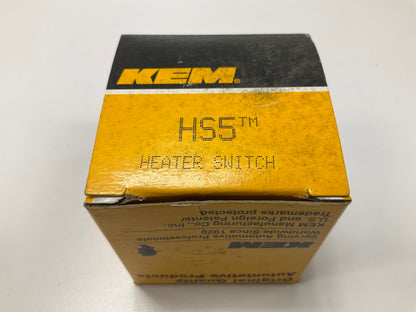 KEM®
HS5™
HEATER SWITCH
Original Quality
Automotive Products
KEM
Serving Automotive Professionals
Worldwide Since 1920
KEM Manufacturing Co., Inc.
U.S. and Foreign Patents/
Trademarks protected